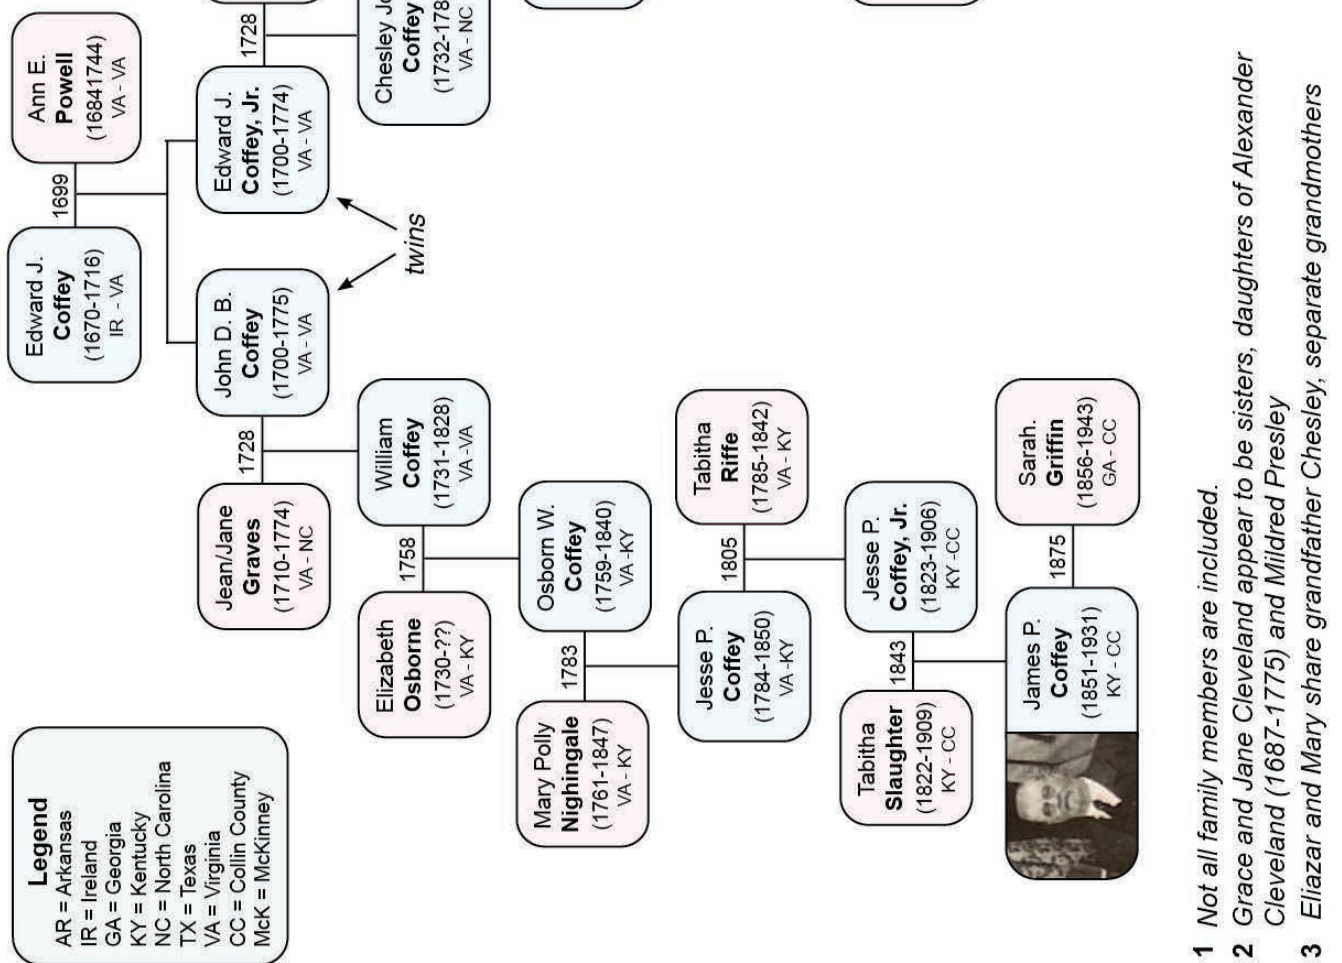 Legend
AR = Arkansas
IR = Ireland
GA = Georgia
KY = Kentucky
NC = North Carolina
TX = Texas
VA = Virginia
CC = Collin County
McK = McKinney
Edward J.
Coffey
(1670-1716)
IR - VA
1699
Ann E.
Powell
(16841744)
VA - VA
Jean/Jane
Graves
(1710-1774)
VA - NC
1728
John D. B.
Coffey
(1700-1775)
VA - VA
twins
Edward J.
Coffey, Jr.
(1700-1774)
VA - VA
1728
Elizabeth
Osborne
(1730-??)
VA - KY
1758
William
Coffey
(1731-1828)
VA -VA
Chesley
Coffey
(1732-178
VA - NC
Mary Polly
Nighingale
(1761-1847)
VA - KY
1783
Osborn W.
Coffey
(1759-1840)
VA -KY
Jesse P.
Coffey
(1784-1850)
VA -KY
1805
Tabitha
Riffe
(1785-1842)
VA - KY
Tabitha
Slaughter
(1822-1909)
KY - CC
1843
Jesse P.
Coffey, Jr.
(1823-1906)
KY -CC
James P.
Coffey
(1851-1931)
KY - CC
1875
Sarah.
Griffin
(1856-1943)
GA - CC
1 Not all family members are included.
2 Grace and Jane Cleveland appear to be sisters, daughters of Alexander
Cleveland (1687-1775) and Mildred Presley
3 Eliazar and Mary share grandfather Chesley, separate grandmothers